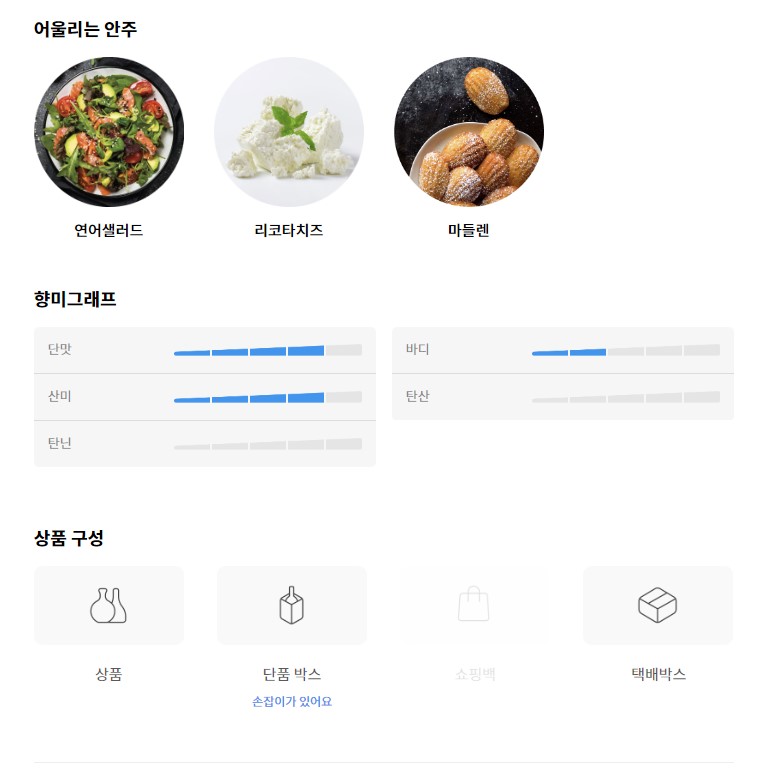 어울리는 안주
연어샐러드
리코타치즈
마들렌
향미그래프
단맛
바디
산미
탄산
탄닌
상품 구성
상품
단품 박스
쇼핑백
택배박스
손잡이가 있어요